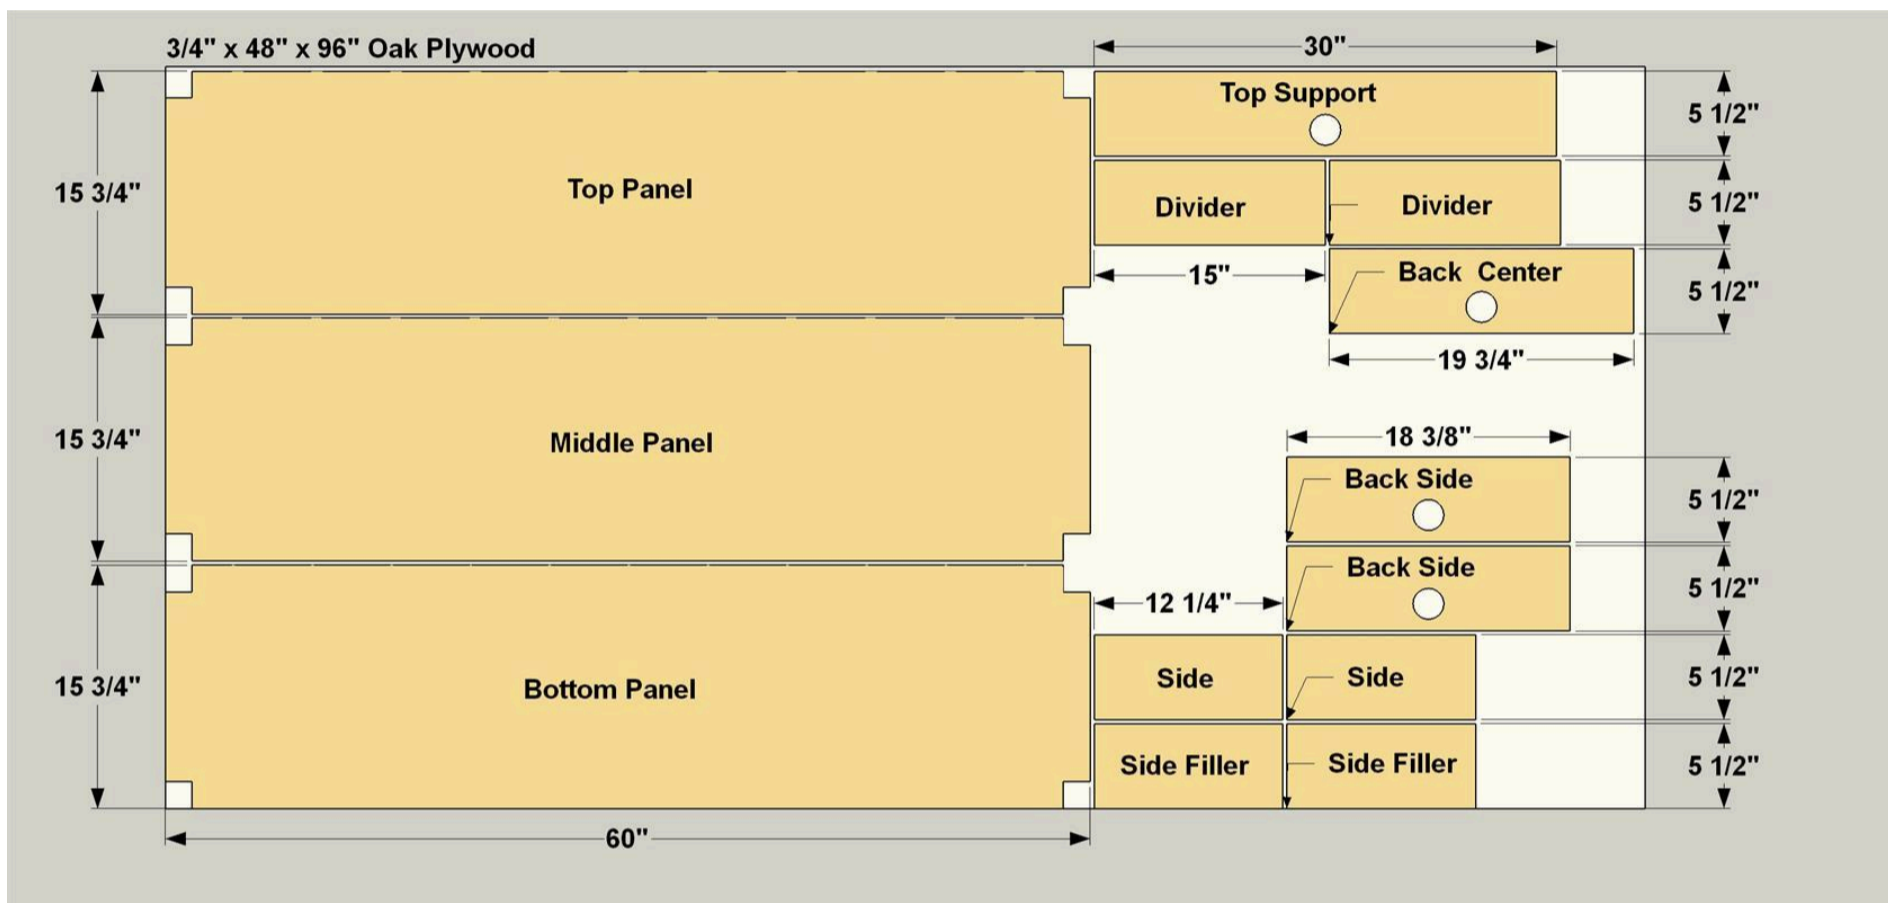 3/4" x 48" x 96" Oak Plywood
30"
Top Support
5 1/2"
15 3/4"
Top Panel
Divider
Divider
5 1/2"
15"
Back Center
5 1/2"
19 3/4"
15 3/4"
Middle Panel
18 3/8"
Back Side
5 1/2"
Back Side
5 1/2"
12 1/4"
15 3/4"
Bottom Panel
Side
Side
5 1/2"
Side Filler
Side Filler
5 1/2"
60"